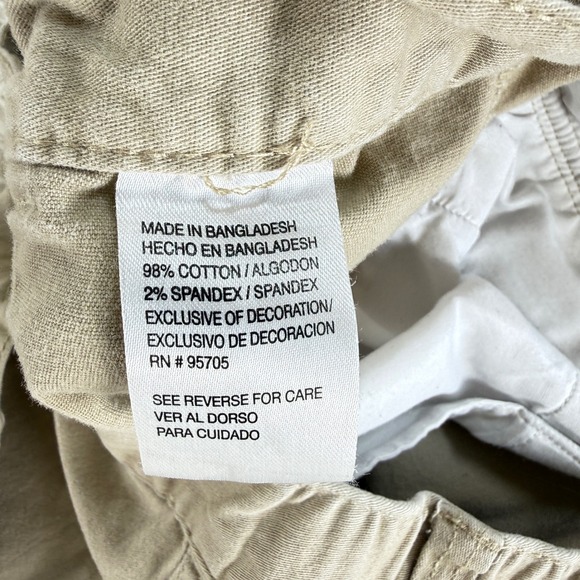 MADE IN BANGLADESH
HECHO EN BANGLADESH
98% COTTON / ALGODON
2% SPANDEX / SPANDEX
EXCLUSIVE OF DECORATION/
EXCLUSIVO DE DECORACION
RN # 95705
SEE REVERSE FOR CARE
VER AL DORSO
PARA CUIDADO